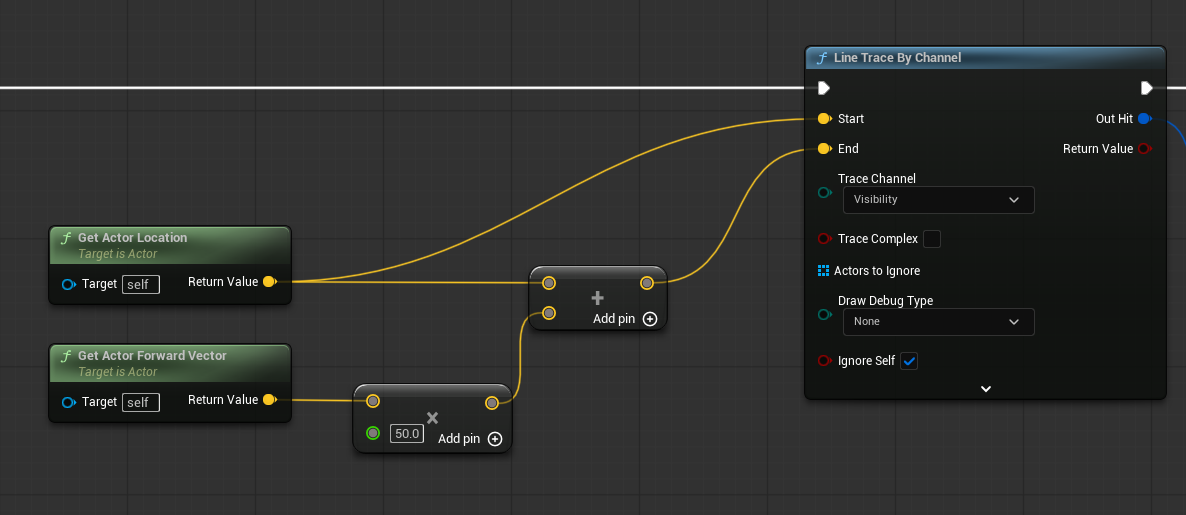 Line Trace By Channel
Start
Out Hit
End
Return Value
Trace Channel
Visibility
Trace Complex
Actors to Ignore
Draw Debug Type
None
Ignore Self
Get Actor Location
Target is Actor
Target self Return Value
Add pin
Get Actor Forward Vector
Target is Actor
Target self Return Value
50.0 Add pin